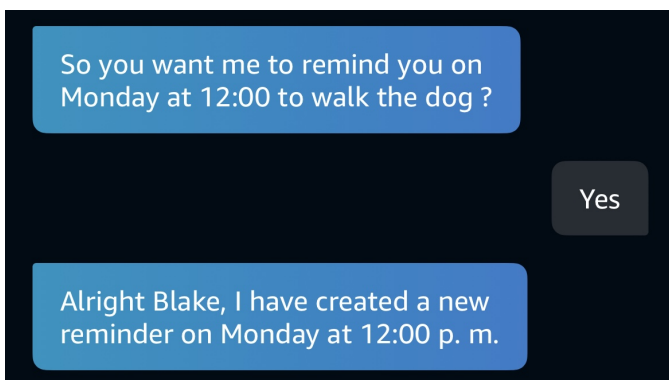 So you want me to remind you on
Monday at 12:00 to walk the dog ?
Yes
Alright Blake, I have created a new
reminder on Monday at 12:00 p. m.